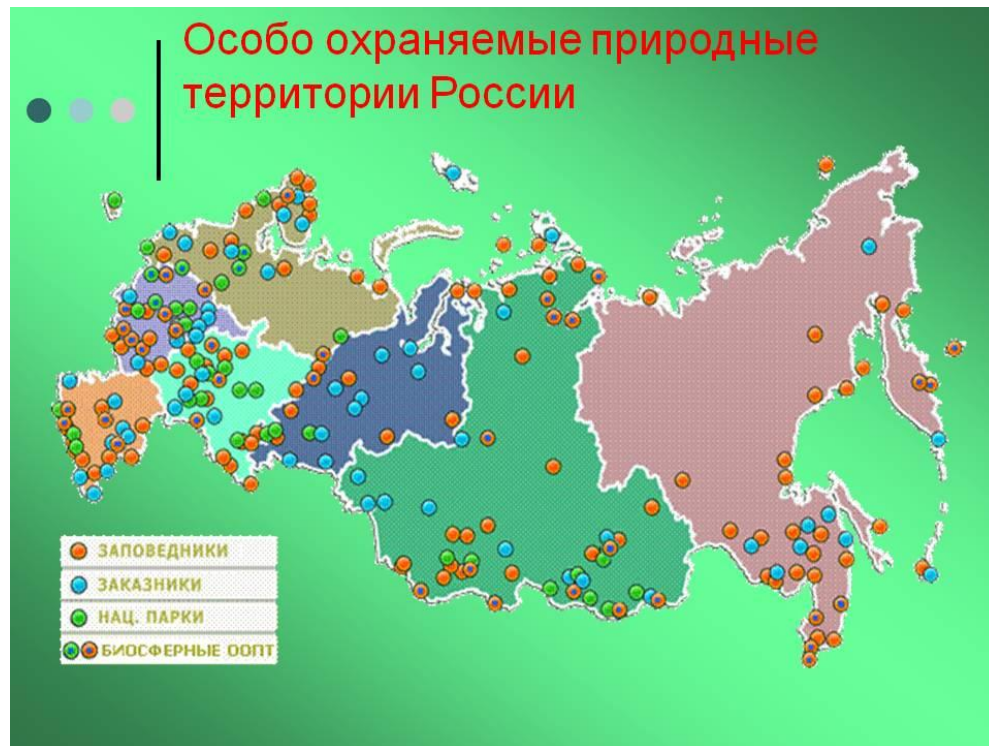 Особо охраняемые природные
территории России
ЗАПОВЕДНИКИ
ЗАКАЗНИКИ
НАЦ. ПАРКИ
БИОСФЕРНЫЕ ООПТ